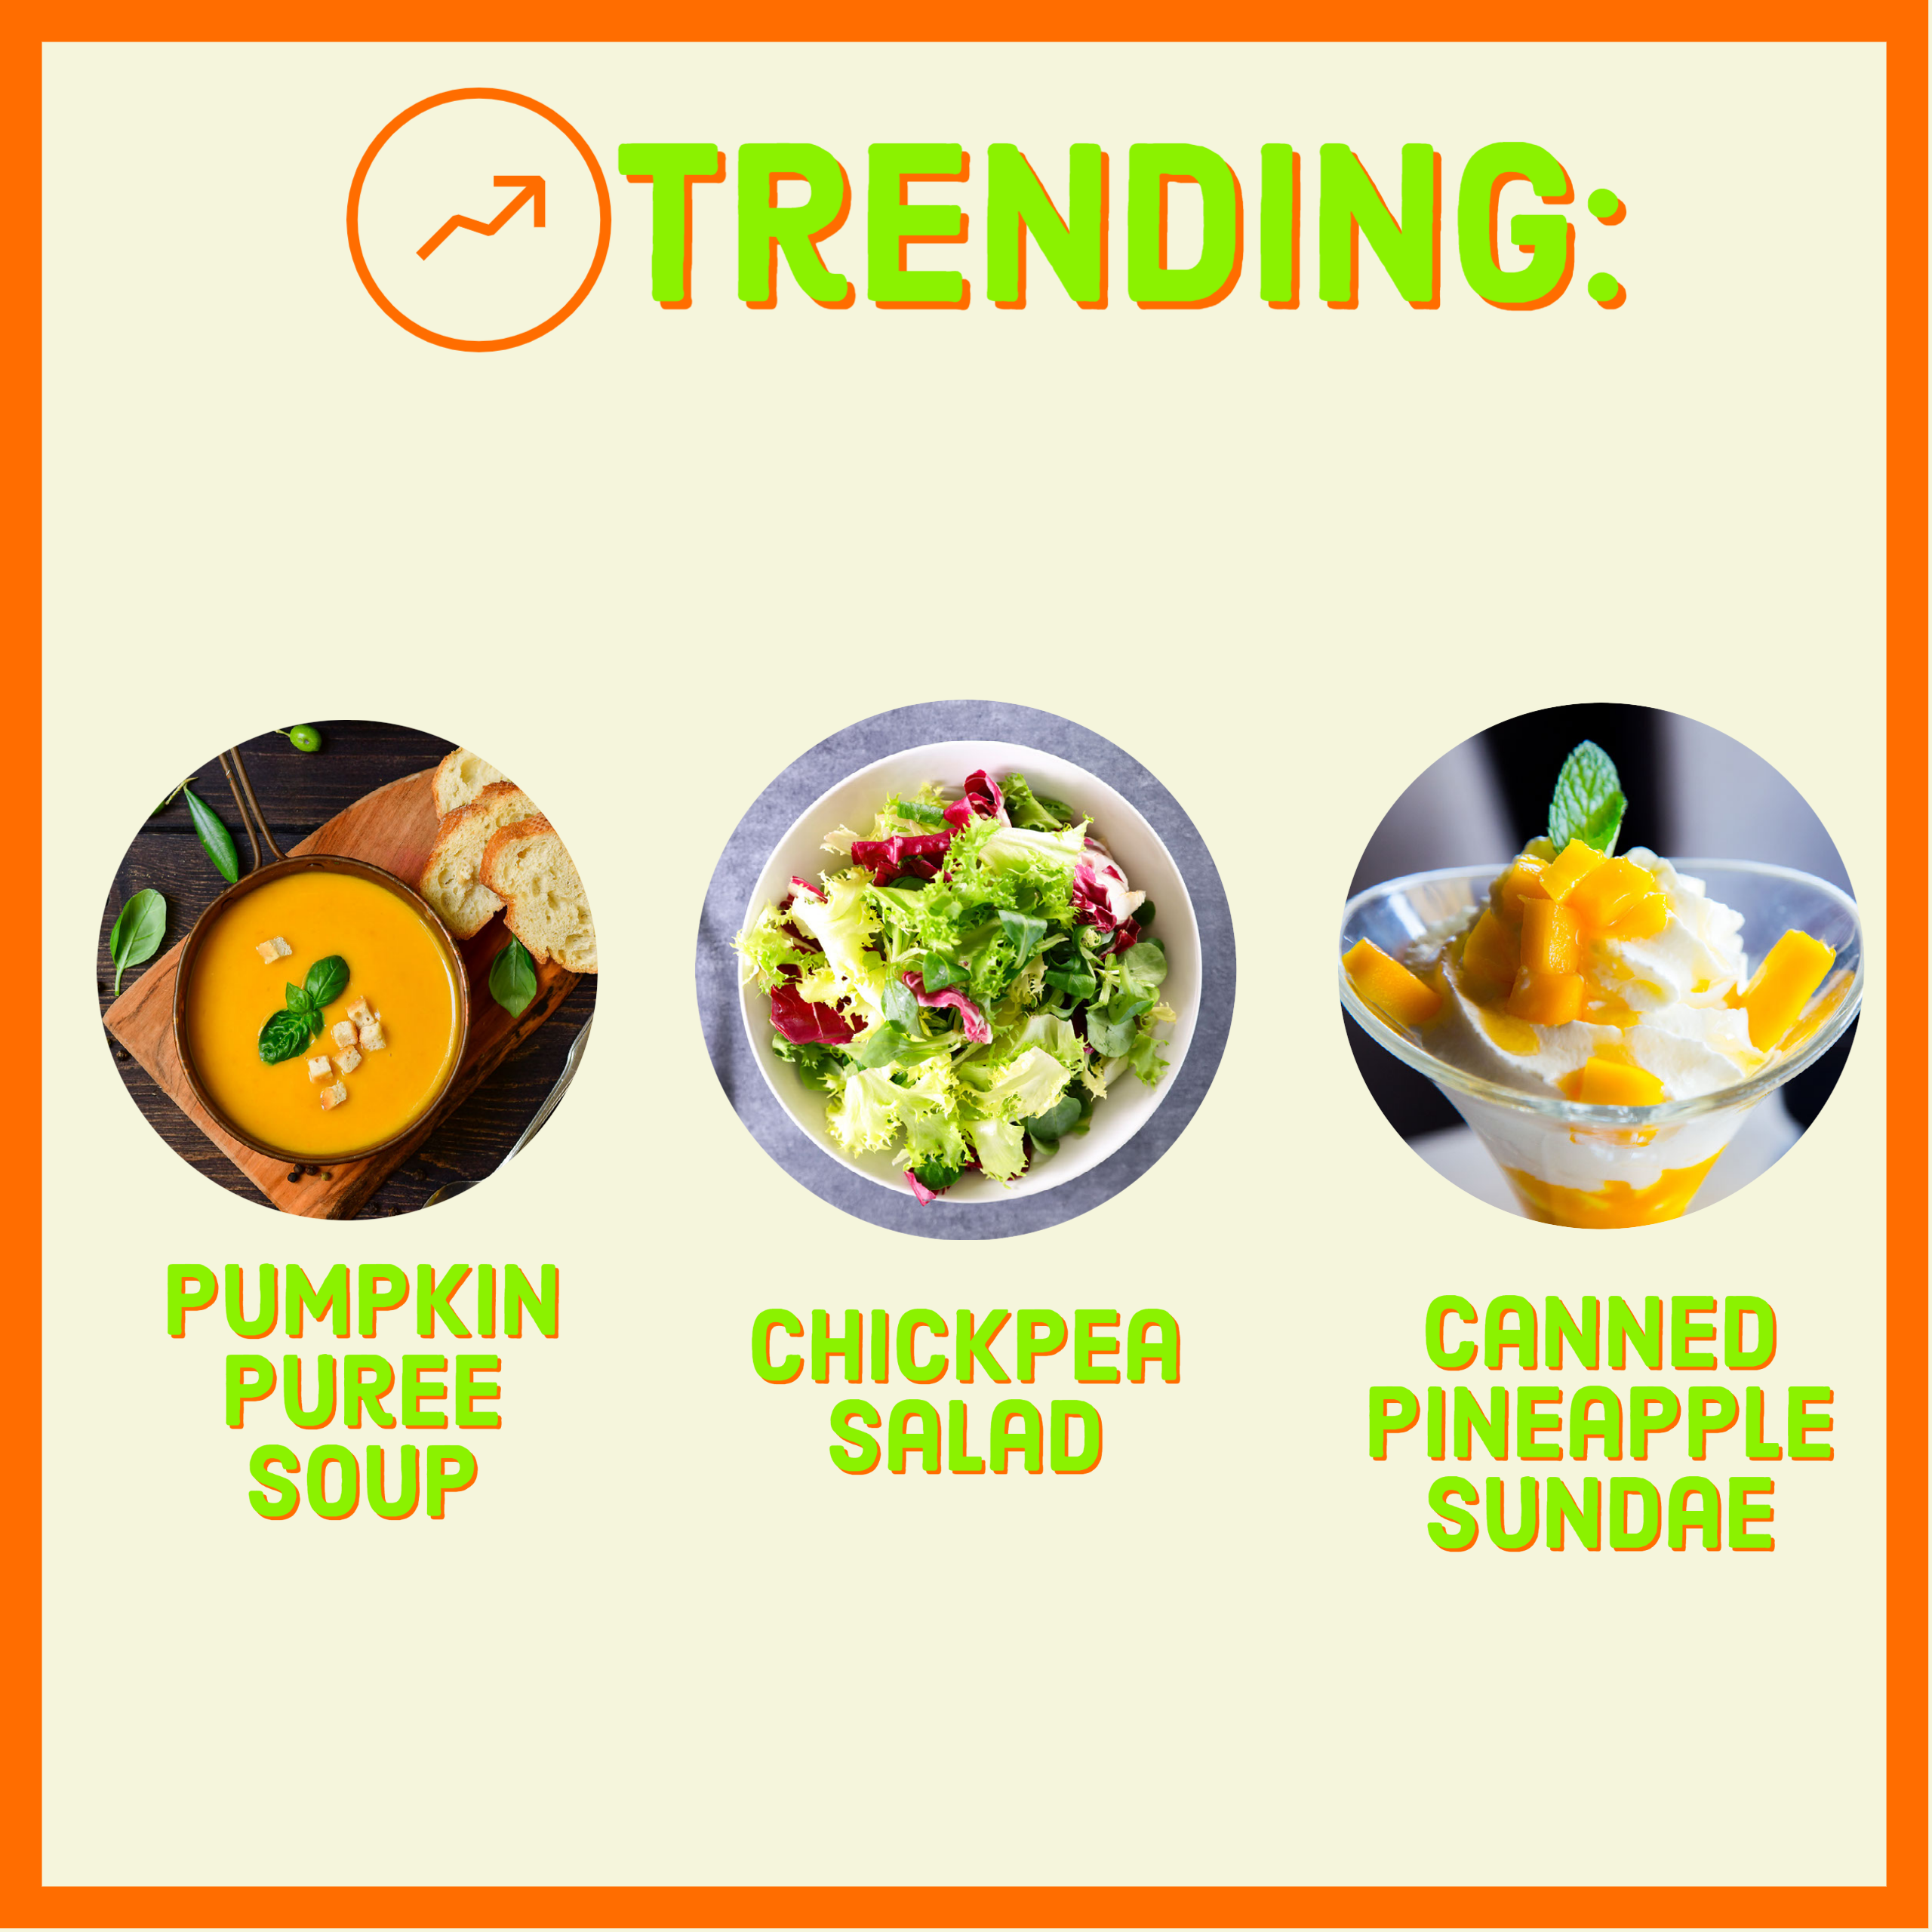 TRENDING:
PUMPKIN
PUREE
SOUP
CHICKPEA
SALAD
CANNED
PINEAPPLE
SUNDAE